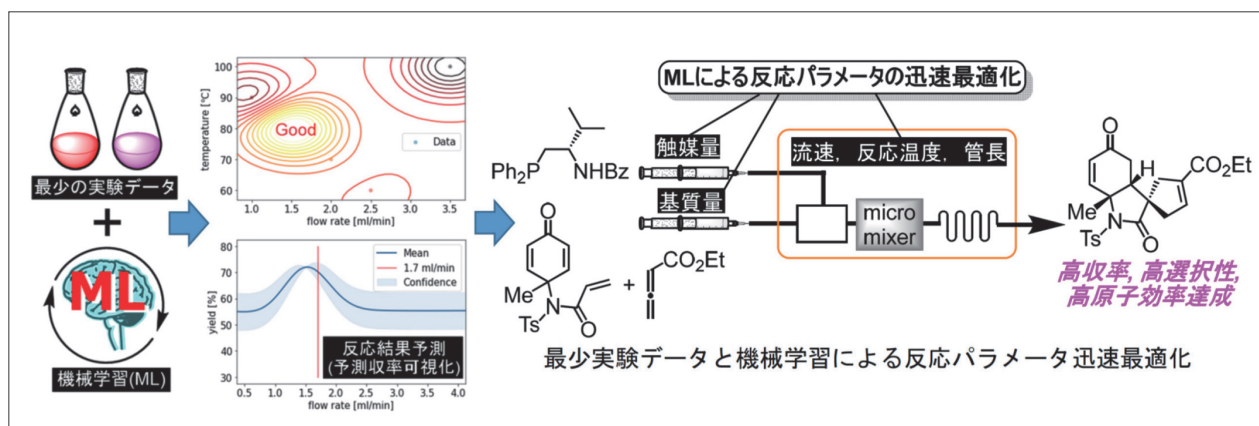 最少の実験データ
+
ML
機械学習(ML)
temperature [℃]
100
90
80
70
60
Good
Data
1.0 1.5 2.0 2.5 3.0 3.5
flow rate [ml/min]
yield [%]
80
70
60
50
40
30
Mean
1.7 ml/min
Confidence
反応結果予測
(予測収率可視化)
0.5 1.0 1.5 2.0 2.5 3.0 3.5 4.0
flow rate [ml/min]
MLによる反応パラメータの迅速最適化
Ph2P
NHBz
触媒量
基質量
流速, 反応温度, 管長
micro
mixer
O
Me
N
Ts
O
+
CO2Et
O
H
CO2Et
Me
N
Ts
O
高収率, 高選択性,
高原子効率達成
最少実験データと機械学習による反応パラメータ迅速最適化